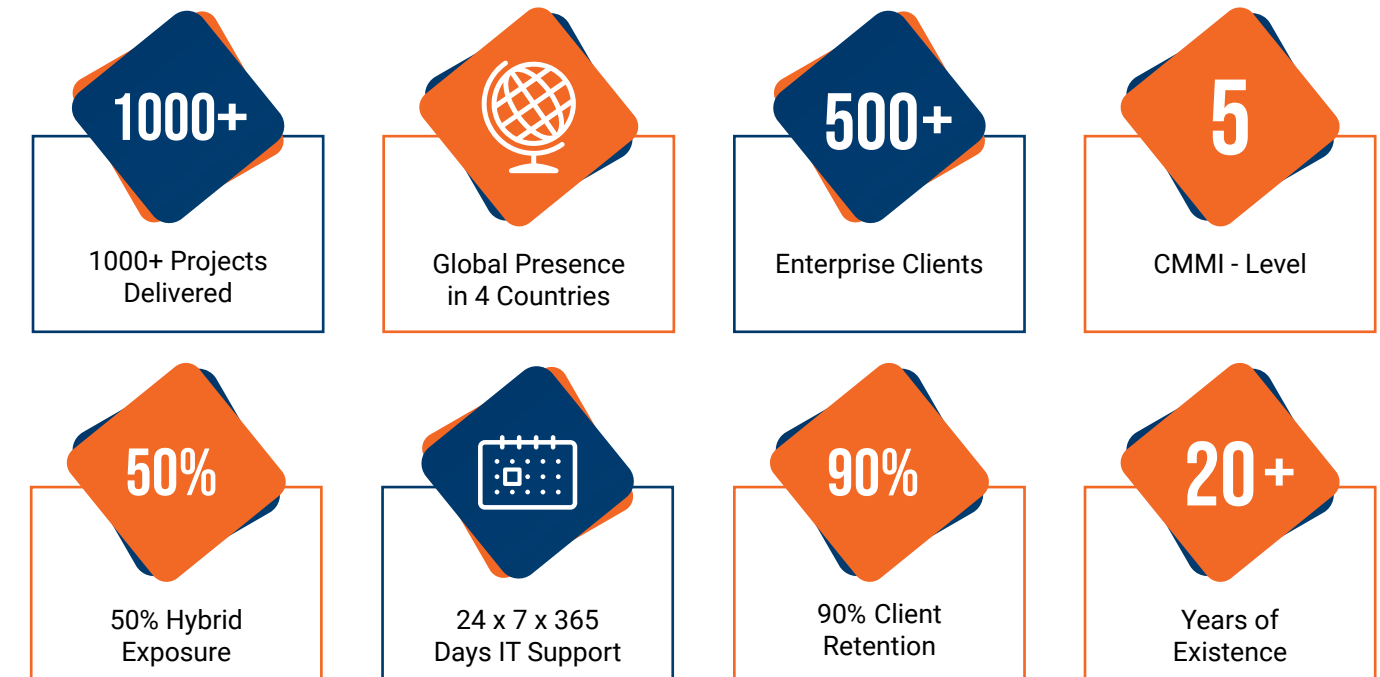 1000+
1000+ Projects
Delivered
Global Presence
in 4 Countries
500+
Enterprise Clients
5
CMMI - Level
50%
50% Hybrid
Exposure
24 x 7 x 365
Days IT Support
90%
90% Client
Retention
20+
Years of
Existence